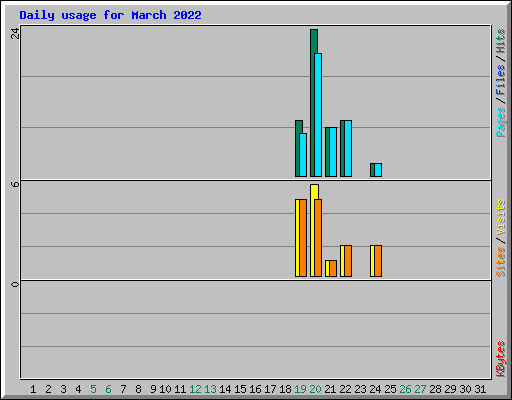 Daily usage for March 2022
24
6
0
Pages/Files/Hits
Sites/Visits
KBytes
1 2 3 4 5 6 7 8 9 10 11 12 13 14 15 16 17 18 19 20 21 22 23 24 25 26 27 28 29 30 31